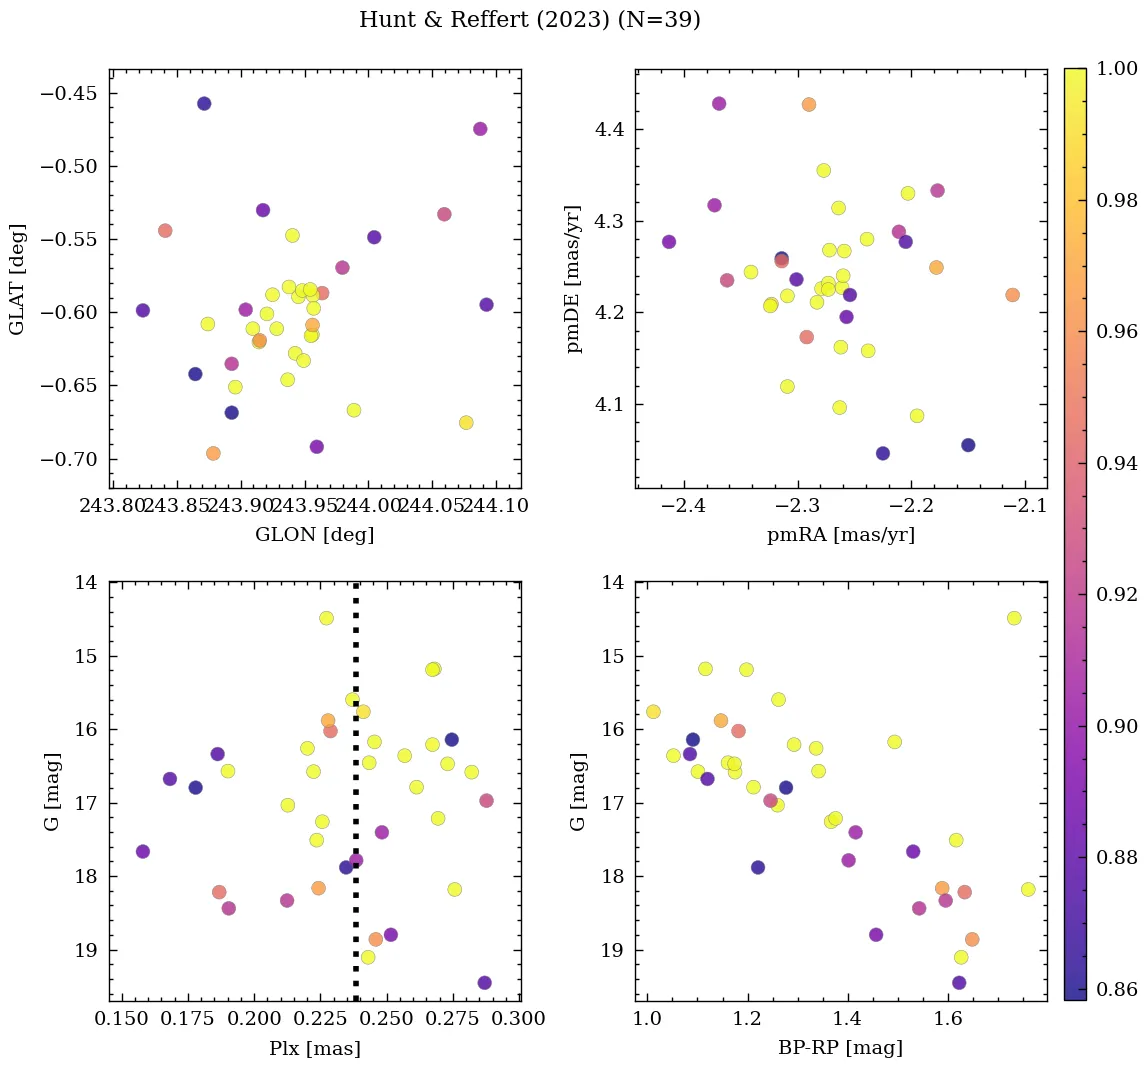 Hunt & Reffert (2023) (N=39)
−0.45
−0.50
−0.55
−0.60
−0.65
−0.70
GLAT [deg]
243.80 243.85 243.90 243.95 244.00 244.05 244.10
GLON [deg]
4.4
4.3
4.2
4.1
pmDE [mas/yr]
−2.4 −2.3 −2.2 −2.1
pmRA [mas/yr]
14
15
16
17
18
19
G [mag]
0.150 0.175 0.200 0.225 0.250 0.275 0.300
Plx [mas]
14
15
16
17
18
19
G [mag]
1.0 1.2 1.4 1.6
BP-RP [mag]
1.00
0.98
0.96
0.94
0.92
0.90
0.88
0.86